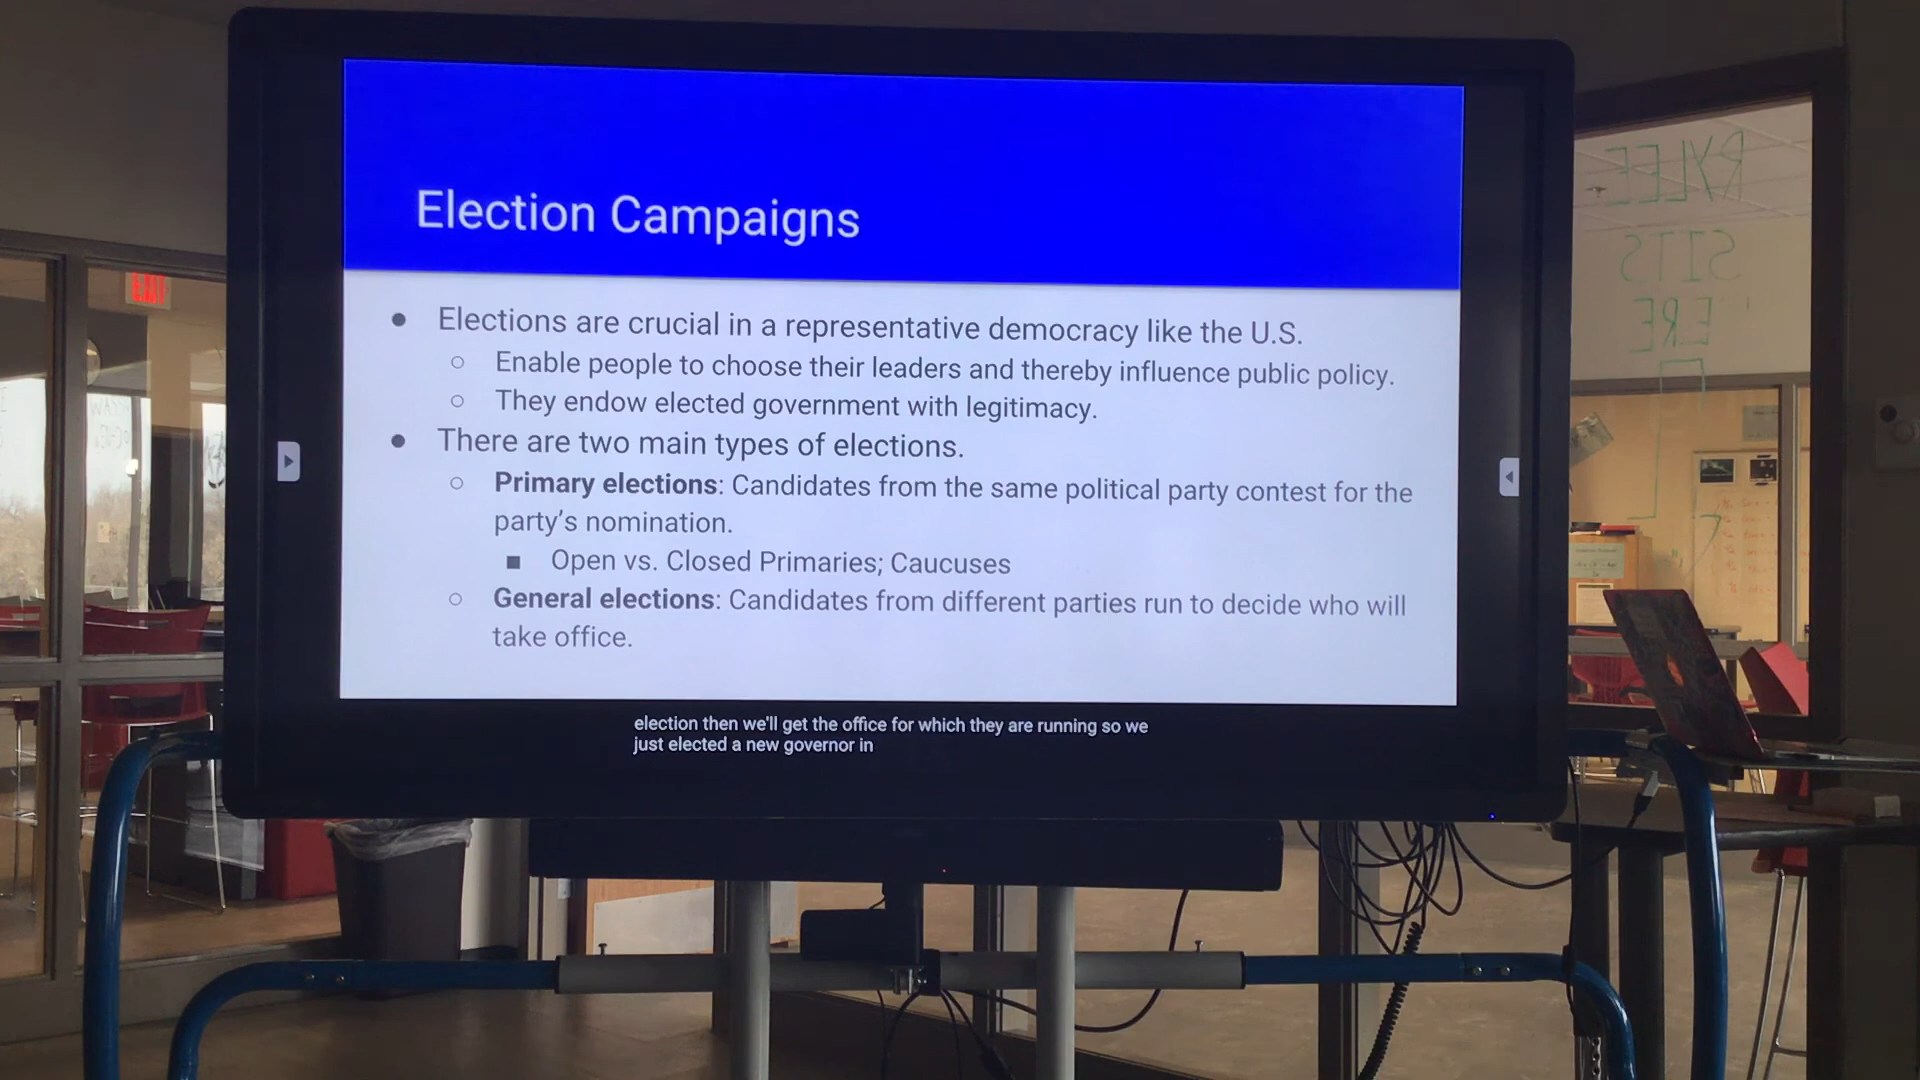 Election Campaigns
● Elections are crucial in a representative democracy like the U.S.
○ Enable people to choose their leaders and thereby influence public policy.
○ They endow elected government with legitimacy.
● There are two main types of elections.
○ Primary elections: Candidates from the same political party contest for the
party's nomination.
■ Open vs. Closed Primaries; Caucuses
○ General elections: Candidates from different parties run to decide who will
take office.
election then we'll get the office for which they are running so we
just elected a new governor in
EXIT
RYLEE
SITS
ERE